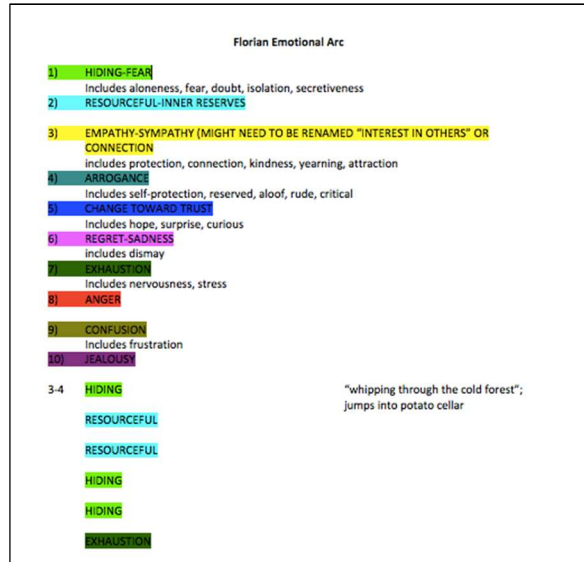 Florian Emotional Arc
1) HIDING-FEAR
Includes aloneness, fear, doubt, isolation, secretiveness
2) RESOURCEFUL-INNER RESERVES
3) EMPATHY-SYMPATHY (MIGHT NEED TO BE RENAMED "INTEREST IN OTHERS" OR
CONNECTION
includes protection, connection, kindness, yearning, attraction
4) ARROGANCE
Includes self-protection, reserved, aloof, rude, critical
5) CHANGE TOWARD TRUST
Includes hope, surprise, curious
6) REGRET-SADNESS
includes dismay
7) EXHAUSTION
Includes nervousness, stress
8) ANGER
9) CONFUSION
Includes frustration
10) JEALOUSY
3-4 HIDING "whipping through the cold forest";
jumps into potato cellar
RESOURCEFUL
RESOURCEFUL
HIDING
HIDING
EXHAUSTION